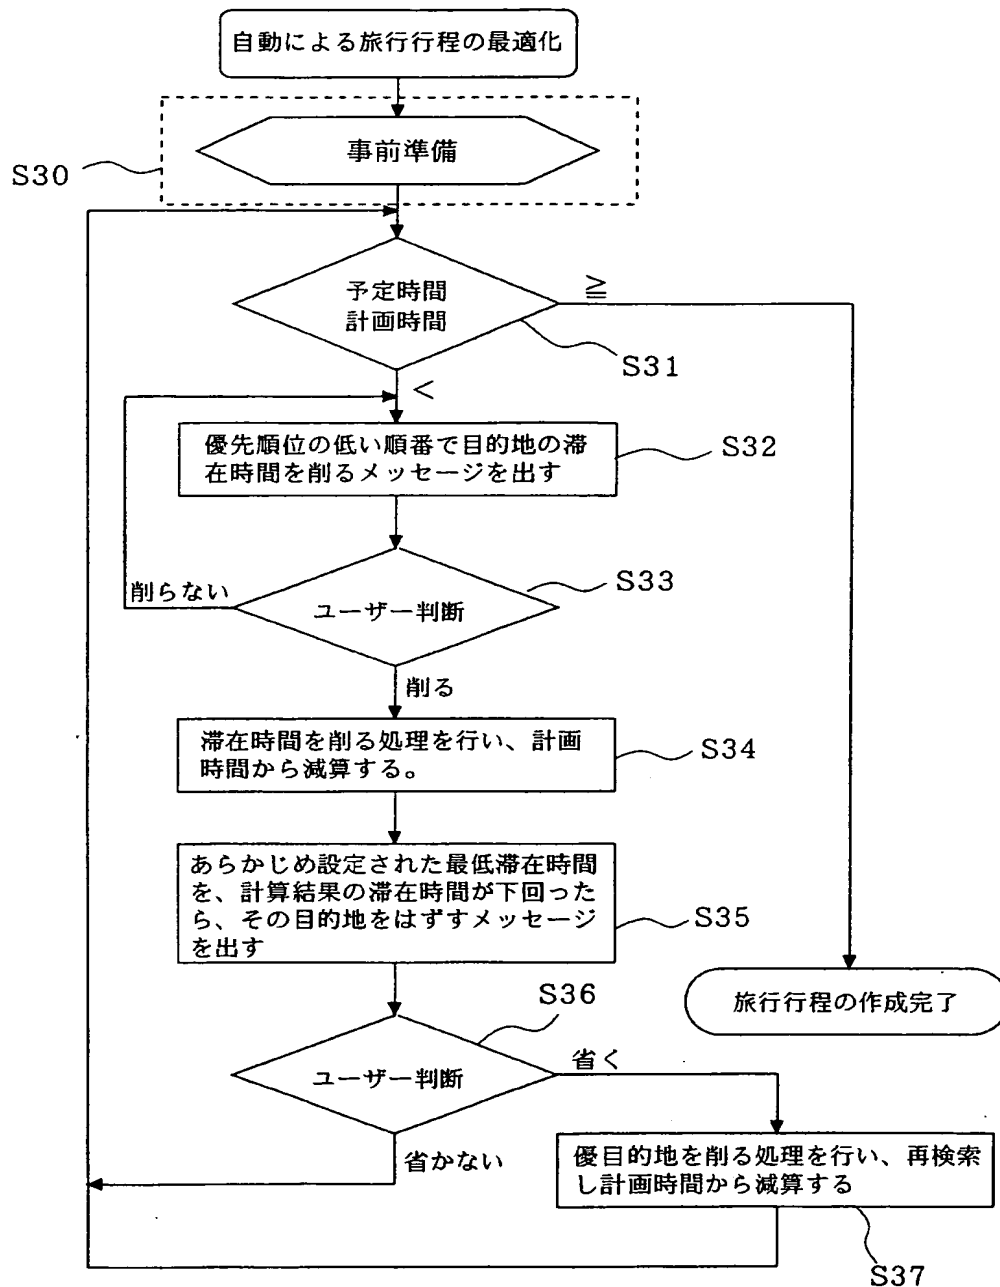 自動による旅行行程の最適化
事前準備
S30
予定時間
計画時間
≧
S31
<
優先順位の低い順番で目的地の滞
在時間を削るメッセージを出す
S32
削らない
ユーザー判断
S33
削る
滞在時間を削る処理を行い、計画
時間から減算する。
S34
あらかじめ設定された最低滞在時間
を、計算結果の滞在時間が下回った
ら、その目的地をはずすメッセージ
を出す
S35
旅行行程の作成完了
S36
ユーザー判断
省く
省かない
優目的地を削る処理を行い、再検索
し計画時間から減算する
S37